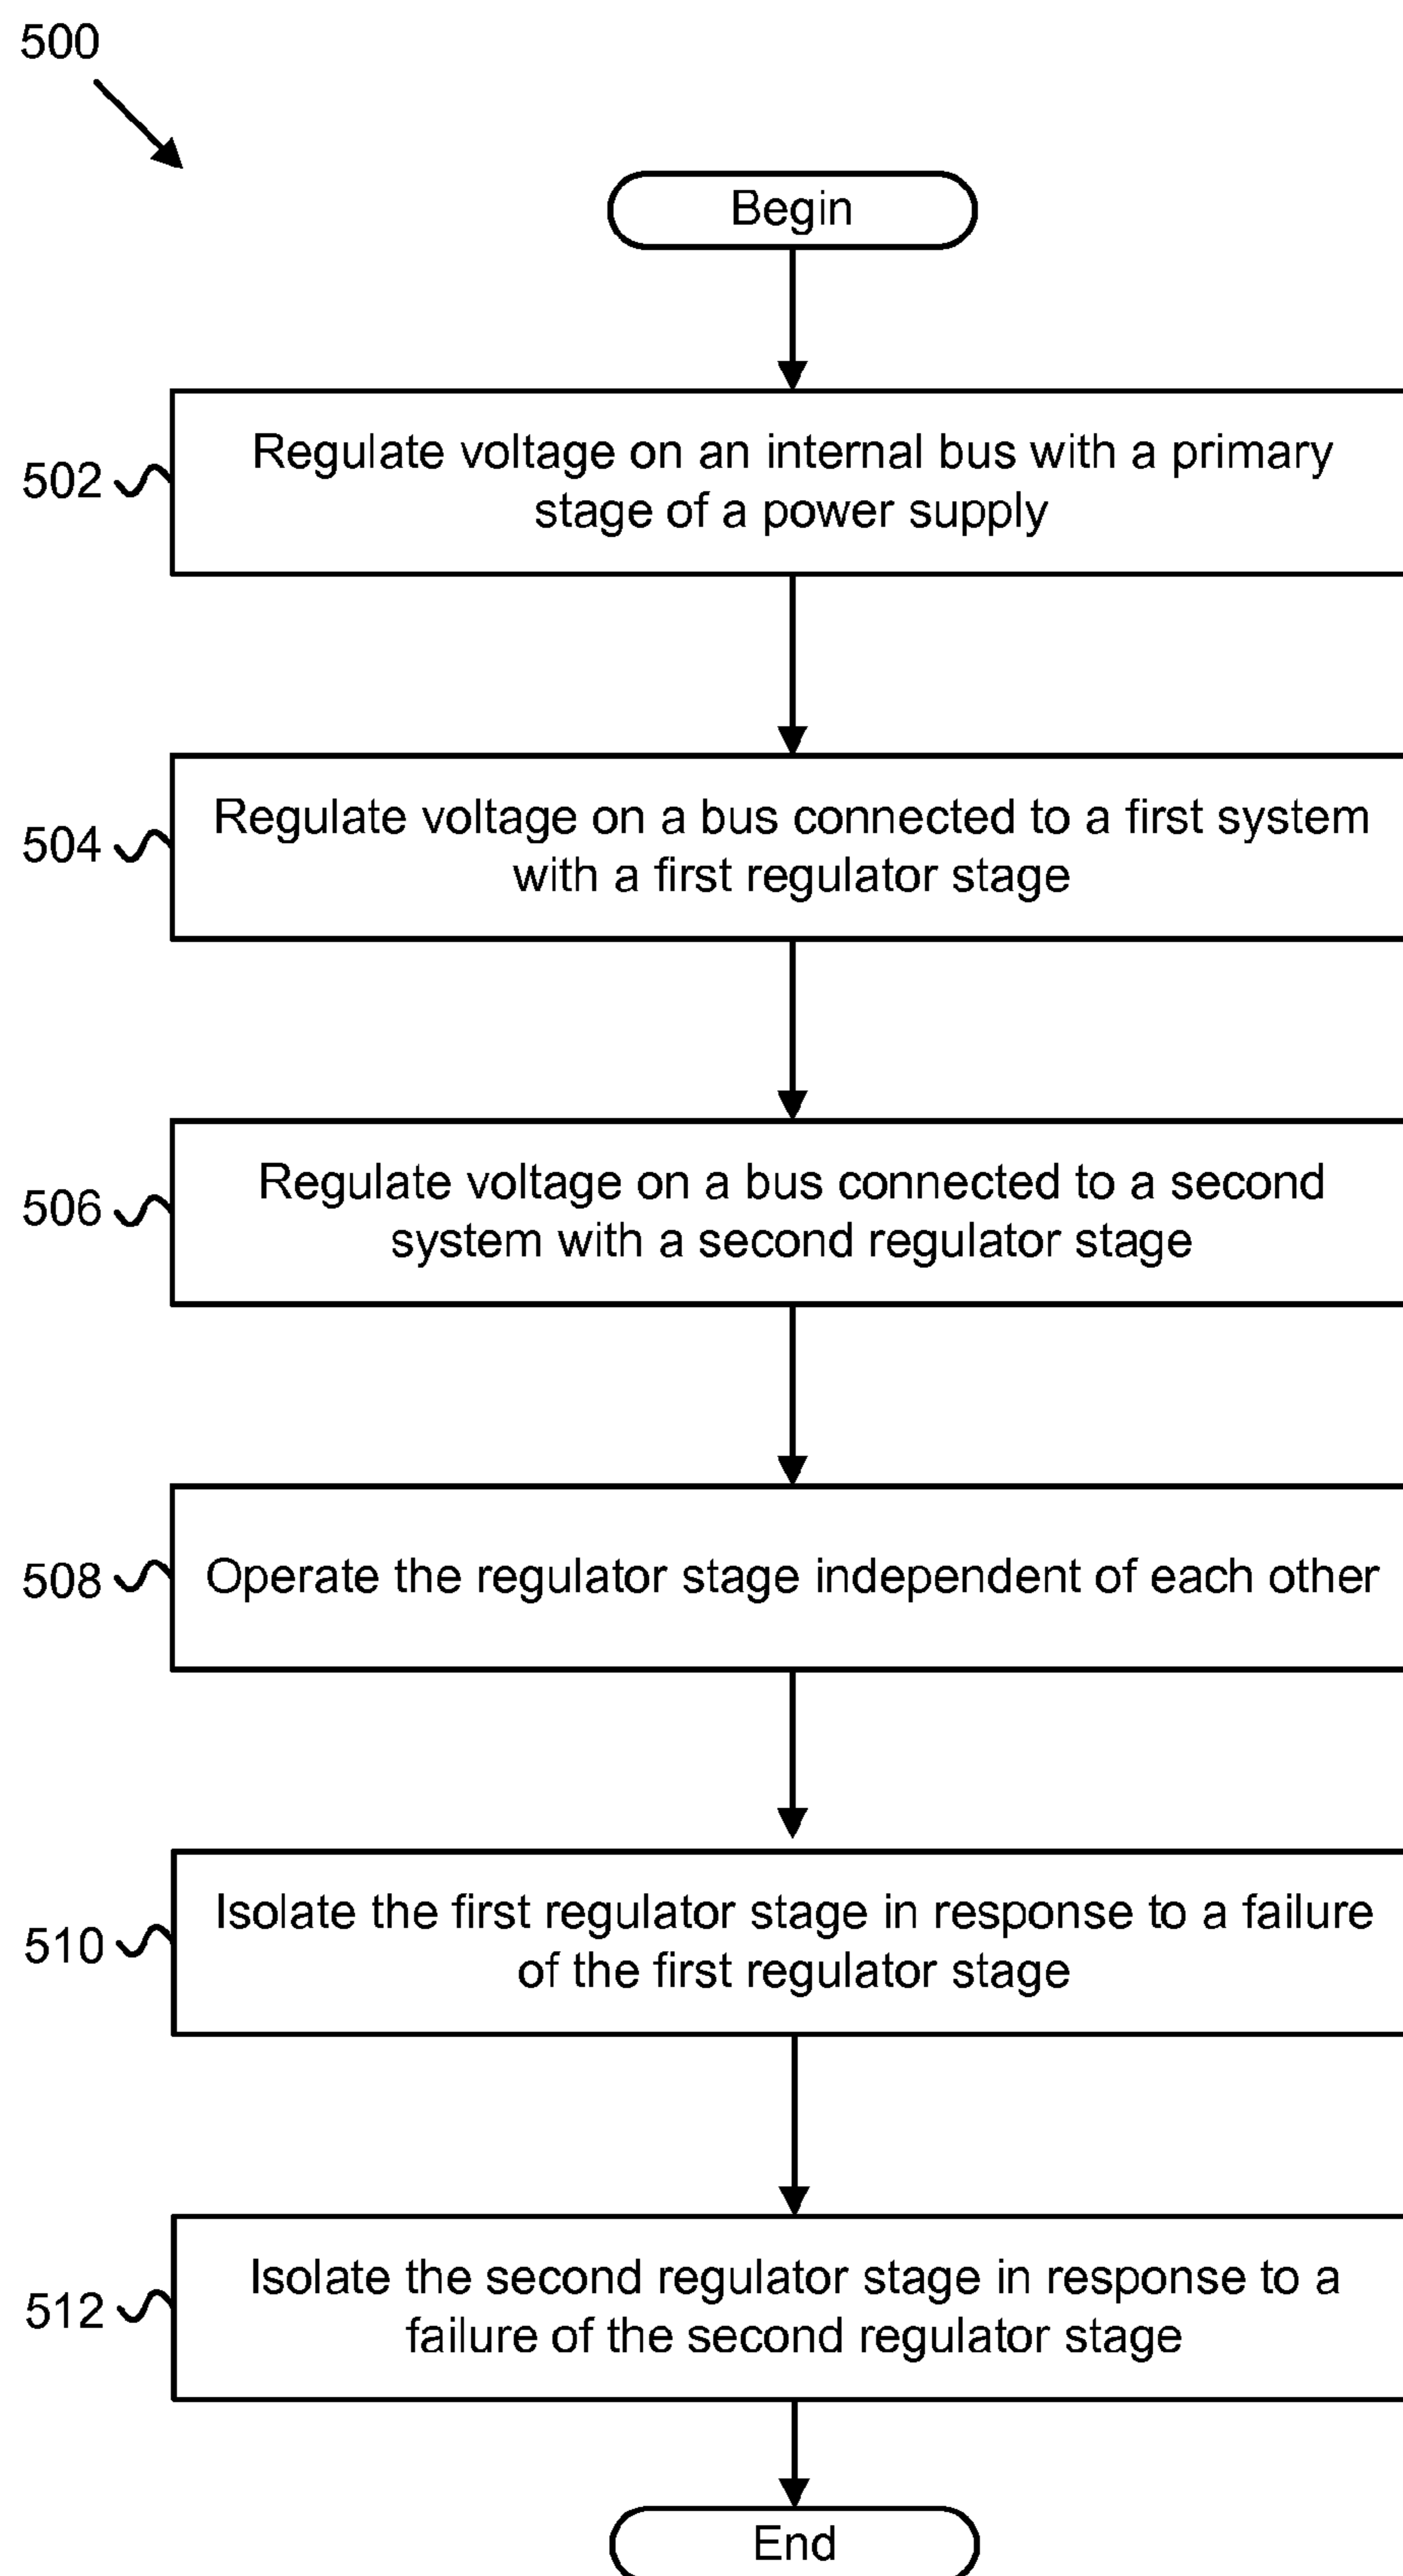 500
Begin
502
Regulate voltage on an internal bus with a primary
stage of a power supply
504
Regulate voltage on a bus connected to a first system
with a first regulator stage
506
Regulate voltage on a bus connected to a second
system with a second regulator stage
508
Operate the regulator stage independent of each other
510
Isolate the first regulator stage in response to a failure
of the first regulator stage
512
Isolate the second regulator stage in response to a
failure of the second regulator stage
End